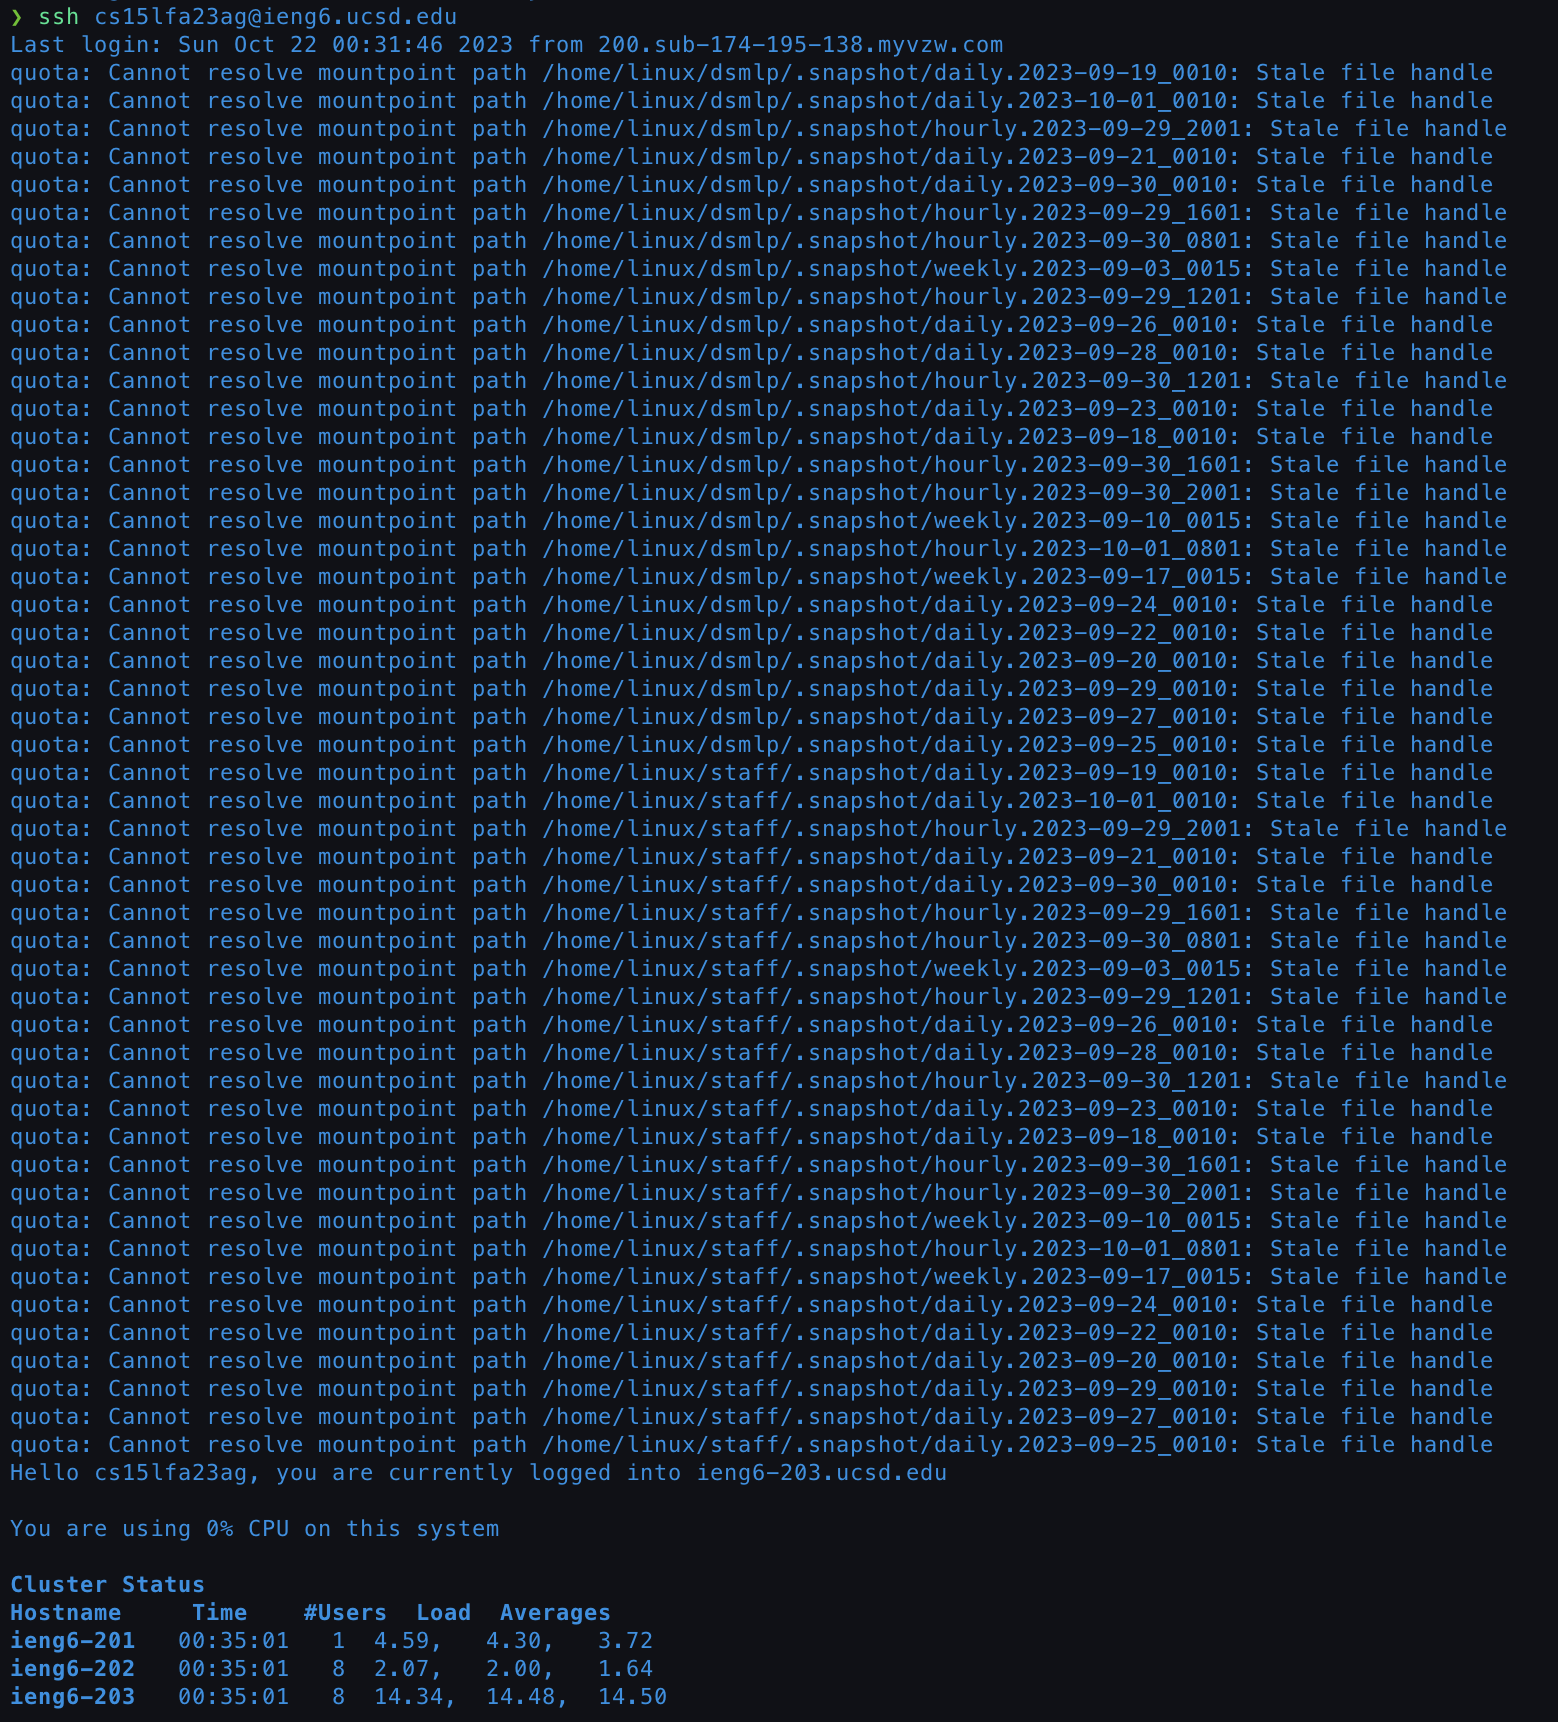 ❯ ssh cs15lfa23ag@ieng6.ucsd.edu
Last login: Sun Oct 22 00:31:46 2023 from 200.sub-174-195-138.myvzw.com
quota: Cannot resolve mountpoint path /home/linux/dsmlp/.snapshot/daily.2023-09-19_0010: Stale file handle
quota: Cannot resolve mountpoint path /home/linux/dsmlp/.snapshot/daily.2023-10-01_0010: Stale file handle
quota: Cannot resolve mountpoint path /home/linux/dsmlp/.snapshot/hourly.2023-09-29_2001: Stale file handle
quota: Cannot resolve mountpoint path /home/linux/dsmlp/.snapshot/daily.2023-09-21_0010: Stale file handle
quota: Cannot resolve mountpoint path /home/linux/dsmlp/.snapshot/daily.2023-09-30_0010: Stale file handle
quota: Cannot resolve mountpoint path /home/linux/dsmlp/.snapshot/hourly.2023-09-29_1601: Stale file handle
quota: Cannot resolve mountpoint path /home/linux/dsmlp/.snapshot/hourly.2023-09-30_0801: Stale file handle
quota: Cannot resolve mountpoint path /home/linux/dsmlp/.snapshot/weekly.2023-09-03_0015: Stale file handle
quota: Cannot resolve mountpoint path /home/linux/dsmlp/.snapshot/hourly.2023-09-29_1201: Stale file handle
quota: Cannot resolve mountpoint path /home/linux/dsmlp/.snapshot/daily.2023-09-26_0010: Stale file handle
quota: Cannot resolve mountpoint path /home/linux/dsmlp/.snapshot/daily.2023-09-28_0010: Stale file handle
quota: Cannot resolve mountpoint path /home/linux/dsmlp/.snapshot/hourly.2023-09-30_1201: Stale file handle
quota: Cannot resolve mountpoint path /home/linux/dsmlp/.snapshot/daily.2023-09-23_0010: Stale file handle
quota: Cannot resolve mountpoint path /home/linux/dsmlp/.snapshot/daily.2023-09-18_0010: Stale file handle
quota: Cannot resolve mountpoint path /home/linux/dsmlp/.snapshot/hourly.2023-09-30_1601: Stale file handle
quota: Cannot resolve mountpoint path /home/linux/dsmlp/.snapshot/hourly.2023-09-30_2001: Stale file handle
quota: Cannot resolve mountpoint path /home/linux/dsmlp/.snapshot/weekly.2023-09-10_0015: Stale file handle
quota: Cannot resolve mountpoint path /home/linux/dsmlp/.snapshot/hourly.2023-10-01_0801: Stale file handle
quota: Cannot resolve mountpoint path /home/linux/dsmlp/.snapshot/weekly.2023-09-17_0015: Stale file handle
quota: Cannot resolve mountpoint path /home/linux/dsmlp/.snapshot/daily.2023-09-24_0010: Stale file handle
quota: Cannot resolve mountpoint path /home/linux/dsmlp/.snapshot/daily.2023-09-22_0010: Stale file handle
quota: Cannot resolve mountpoint path /home/linux/dsmlp/.snapshot/daily.2023-09-20_0010: Stale file handle
quota: Cannot resolve mountpoint path /home/linux/dsmlp/.snapshot/daily.2023-09-29_0010: Stale file handle
quota: Cannot resolve mountpoint path /home/linux/dsmlp/.snapshot/daily.2023-09-27_0010: Stale file handle
quota: Cannot resolve mountpoint path /home/linux/dsmlp/.snapshot/daily.2023-09-25_0010: Stale file handle
quota: Cannot resolve mountpoint path /home/linux/staff/.snapshot/daily.2023-09-19_0010: Stale file handle
quota: Cannot resolve mountpoint path /home/linux/staff/.snapshot/daily.2023-10-01_0010: Stale file handle
quota: Cannot resolve mountpoint path /home/linux/staff/.snapshot/hourly.2023-09-29_2001: Stale file handle
quota: Cannot resolve mountpoint path /home/linux/staff/.snapshot/daily.2023-09-21_0010: Stale file handle
quota: Cannot resolve mountpoint path /home/linux/staff/.snapshot/daily.2023-09-30_0010: Stale file handle
quota: Cannot resolve mountpoint path /home/linux/staff/.snapshot/hourly.2023-09-29_1601: Stale file handle
quota: Cannot resolve mountpoint path /home/linux/staff/.snapshot/hourly.2023-09-30_0801: Stale file handle
quota: Cannot resolve mountpoint path /home/linux/staff/.snapshot/weekly.2023-09-03_0015: Stale file handle
quota: Cannot resolve mountpoint path /home/linux/staff/.snapshot/hourly.2023-09-29_1201: Stale file handle
quota: Cannot resolve mountpoint path /home/linux/staff/.snapshot/daily.2023-09-26_0010: Stale file handle
quota: Cannot resolve mountpoint path /home/linux/staff/.snapshot/daily.2023-09-28_0010: Stale file handle
quota: Cannot resolve mountpoint path /home/linux/staff/.snapshot/hourly.2023-09-30_1201: Stale file handle
quota: Cannot resolve mountpoint path /home/linux/staff/.snapshot/daily.2023-09-23_0010: Stale file handle
quota: Cannot resolve mountpoint path /home/linux/staff/.snapshot/daily.2023-09-18_0010: Stale file handle
quota: Cannot resolve mountpoint path /home/linux/staff/.snapshot/hourly.2023-09-30_1601: Stale file handle
quota: Cannot resolve mountpoint path /home/linux/staff/.snapshot/hourly.2023-09-30_2001: Stale file handle
quota: Cannot resolve mountpoint path /home/linux/staff/.snapshot/weekly.2023-09-10_0015: Stale file handle
quota: Cannot resolve mountpoint path /home/linux/staff/.snapshot/hourly.2023-10-01_0801: Stale file handle
quota: Cannot resolve mountpoint path /home/linux/staff/.snapshot/weekly.2023-09-17_0015: Stale file handle
quota: Cannot resolve mountpoint path /home/linux/staff/.snapshot/daily.2023-09-24_0010: Stale file handle
quota: Cannot resolve mountpoint path /home/linux/staff/.snapshot/daily.2023-09-22_0010: Stale file handle
quota: Cannot resolve mountpoint path /home/linux/staff/.snapshot/daily.2023-09-20_0010: Stale file handle
quota: Cannot resolve mountpoint path /home/linux/staff/.snapshot/daily.2023-09-29_0010: Stale file handle
quota: Cannot resolve mountpoint path /home/linux/staff/.snapshot/daily.2023-09-27_0010: Stale file handle
quota: Cannot resolve mountpoint path /home/linux/staff/.snapshot/daily.2023-09-25_0010: Stale file handle
Hello cs15lfa23ag, you are currently logged into ieng6-203.ucsd.edu
You are using 0% CPU on this system
Cluster Status
Hostname     Time    #Users  Load  Averages
ieng6-201   00:35:01   1  4.59,   4.30,   3.72
ieng6-202   00:35:01   8  2.07,   2.00,   1.64
ieng6-203   00:35:01   8  14.34,  14.48,  14.50